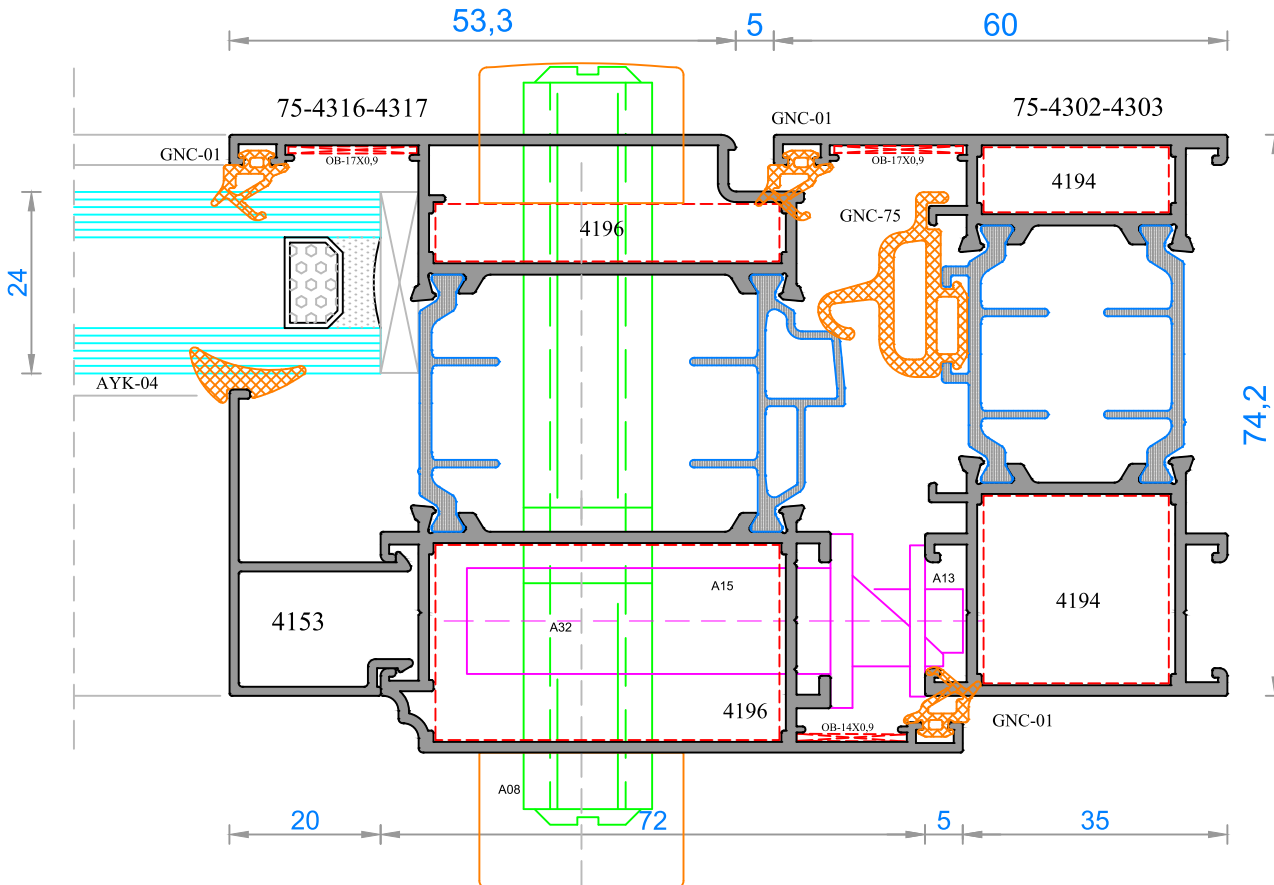 53,3
5
60
75-4316-4317
GNC-01
75-4302-4303
GNC-01
OB-17X0,9
OB-17X0,9
4194
GNC-75
4196
24
AYK-04
74,2
A15
A13
4194
4153
A32
4196
GNC-01
OB-14X0,9
A08
20
72
5
35